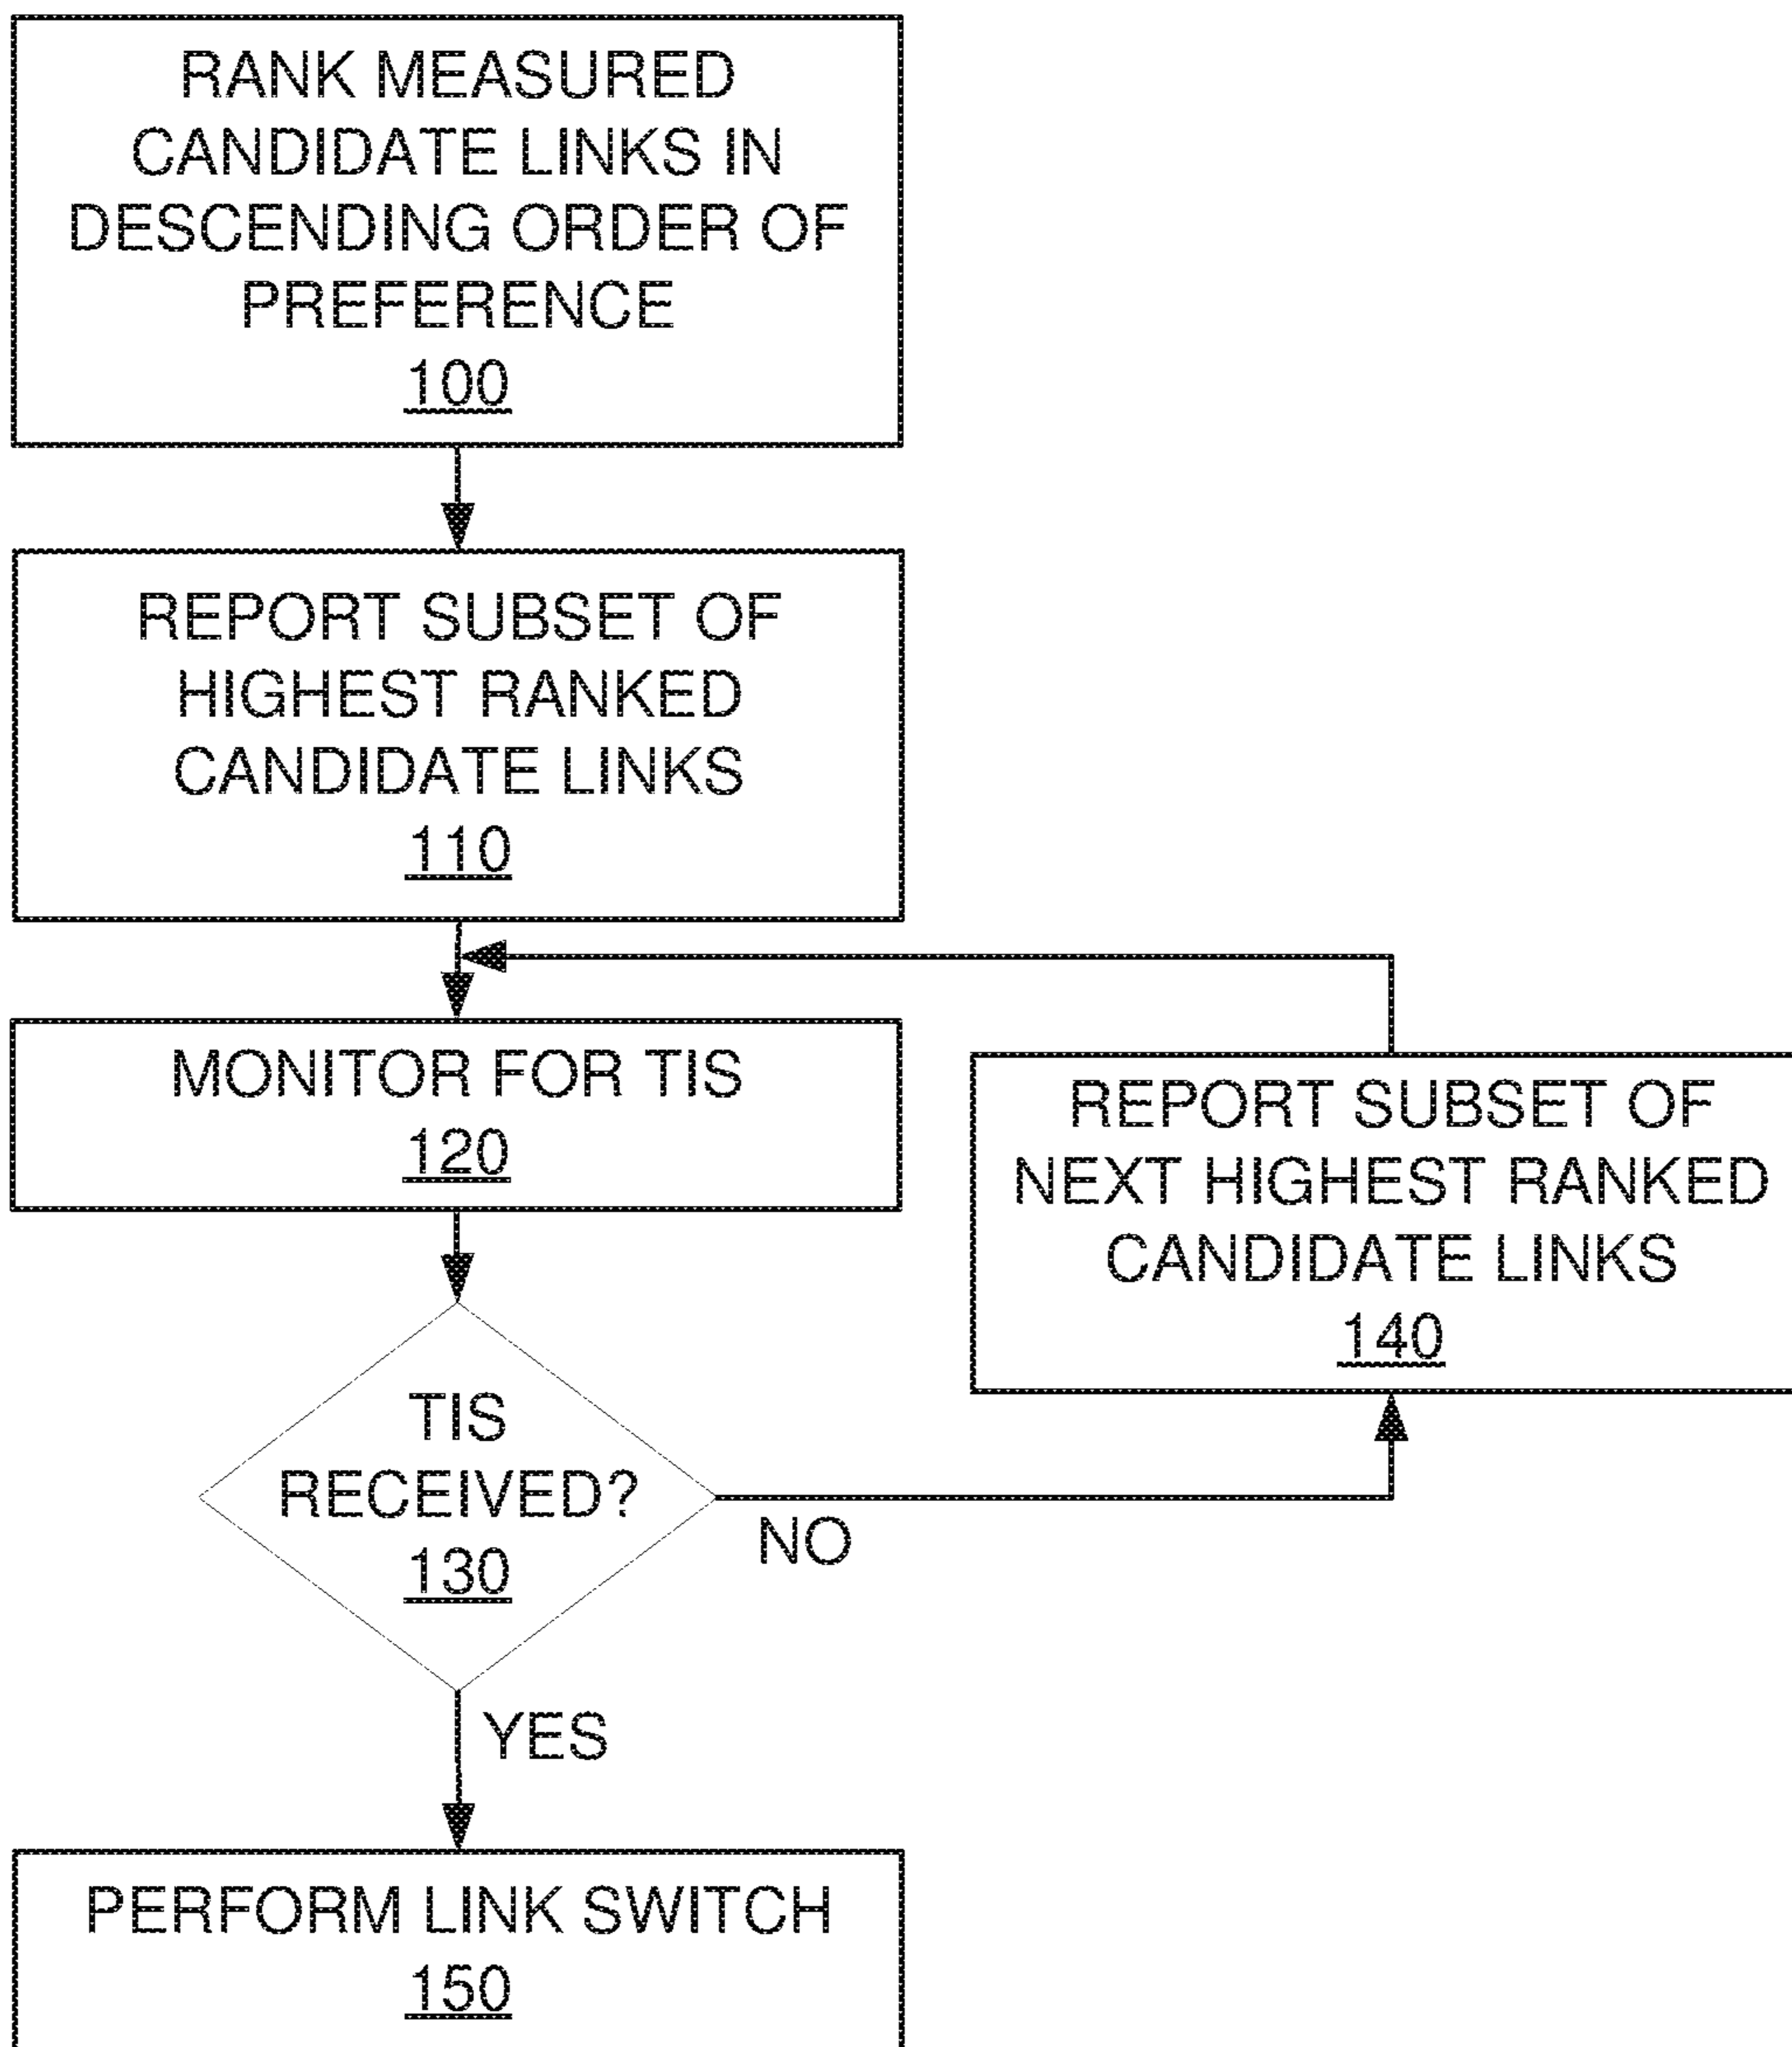 RANK MEASURED
CANDIDATE LINKS IN
DESCENDING ORDER OF
PREFERENCE
100
REPORT SUBSET OF
HIGHEST RANKED
CANDIDATE LINKS
110
MONITOR FOR TIS
120
REPORT SUBSET OF
NEXT HIGHEST RANKED
CANDIDATE LINKS
140
TIS
RECEIVED?
130
NO
YES
PERFORM LINK SWITCH
150